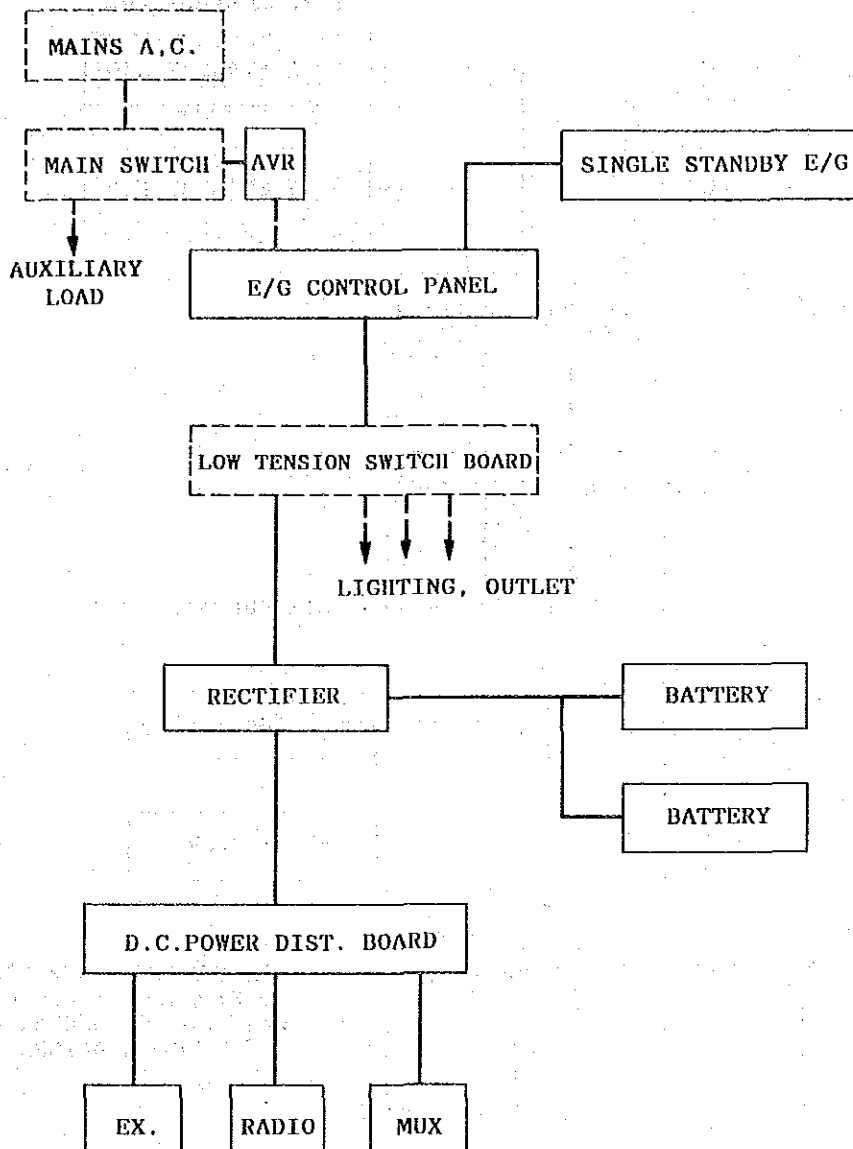 MAINS A,C.
MAIN SWITCH
AVR
SINGLE STANDBY E/G
AUXILIARY
LOAD
E/G CONTROL PANEL
LOW TENSION SWITCH BOARD
LIGHTING, OUTLET
RECTIFIER
BATTERY
BATTERY
D.C.POWER DIST. BOARD
EX.
RADIO
MUX